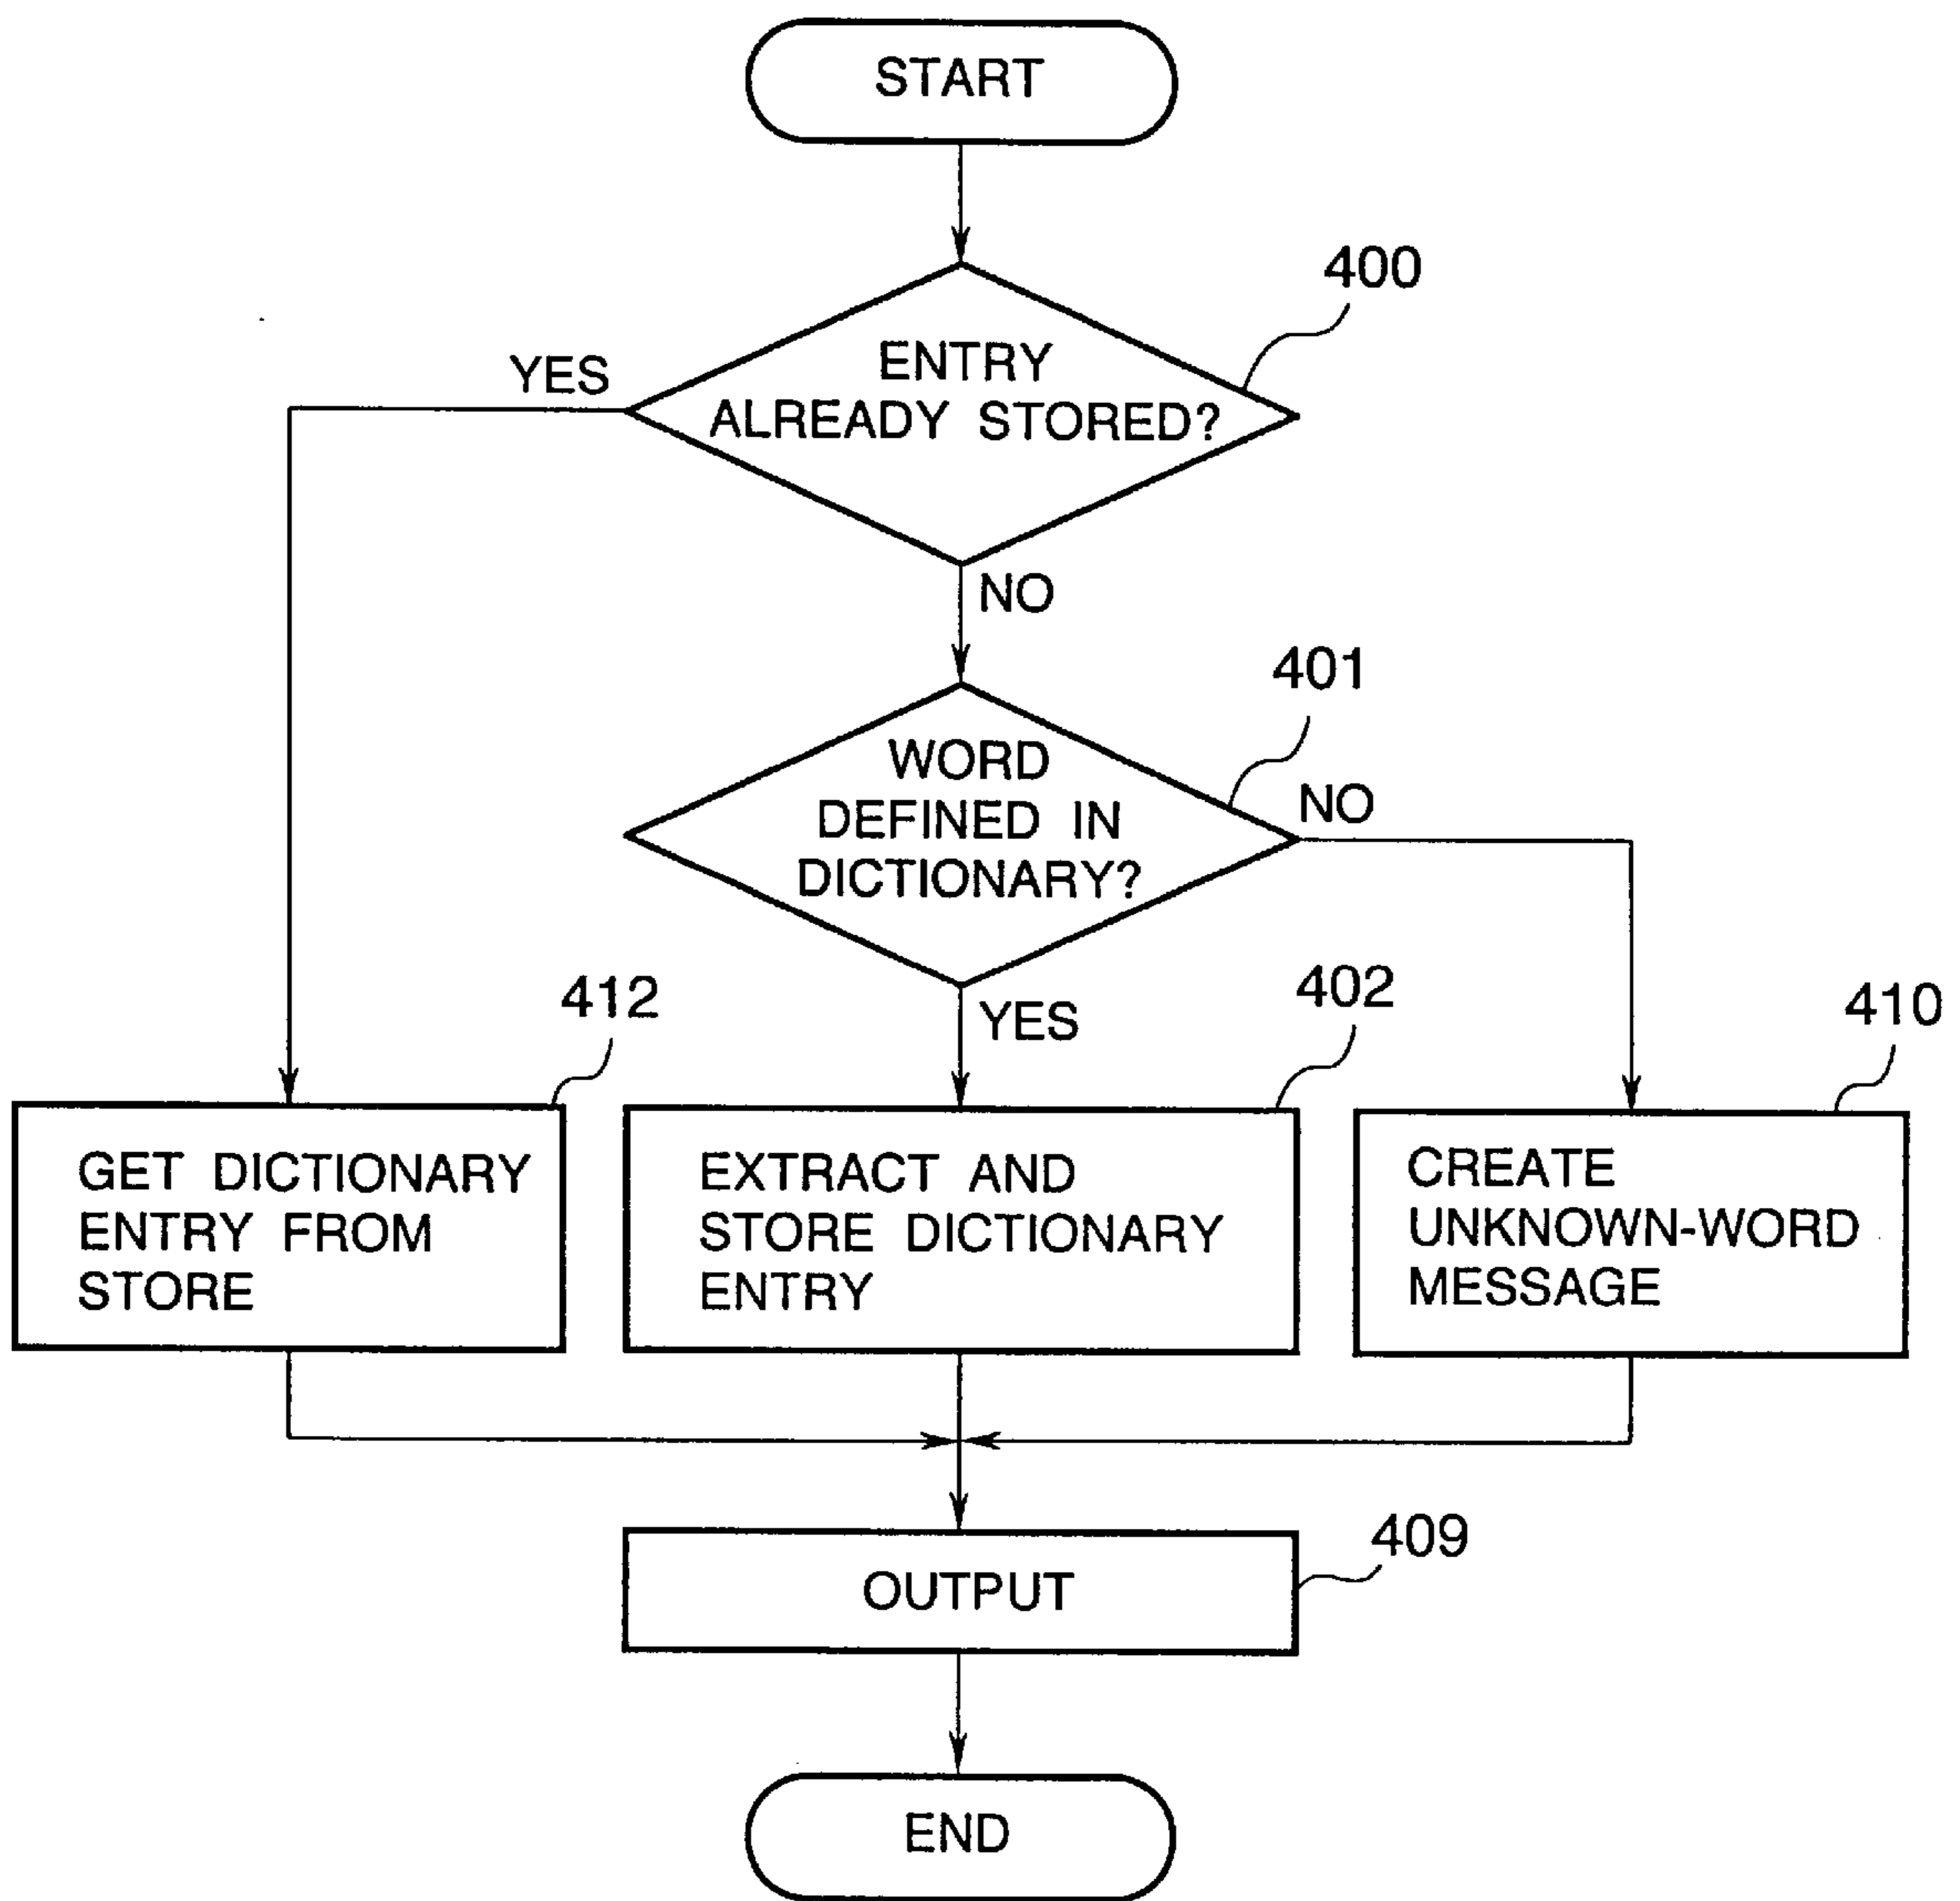 START
400
ENTRY
YES
ALREADY STORED?
NO
401
WORD
NO
DEFINED IN
DICTIONARY?
412
YES
402
410
GET DICTIONARY
ENTRY FROM
STORE
EXTRACT AND
STORE DICTIONARY
ENTRY
CREATE
UNKNOWN-WORD
MESSAGE
409
OUTPUT
END